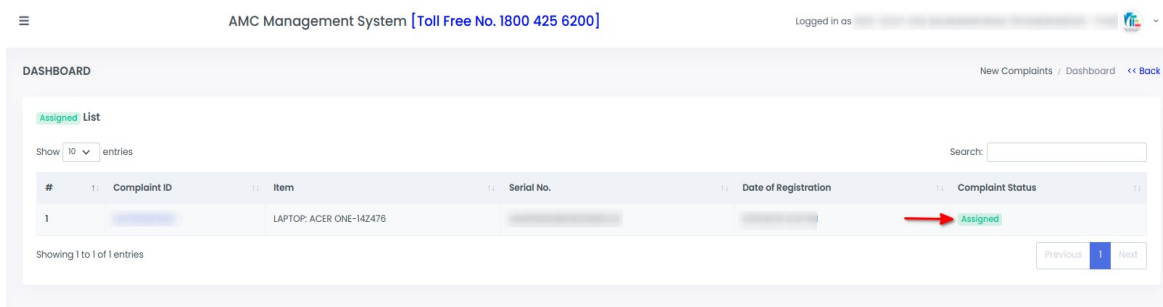 AMC Management System [Toll Free No. 1800 425 6200]
Logged in as
DASHBOARD
New Complaints / Dashboard << Back
Assigned List
Show 10 entries
Search:
# Complaint ID Item Serial No. Date of Registration Complaint Status
1 LAPTOP: ACER ONE-14Z476 Assigned
Showing 1 to 1 of 1 entries
Previous 1 Next